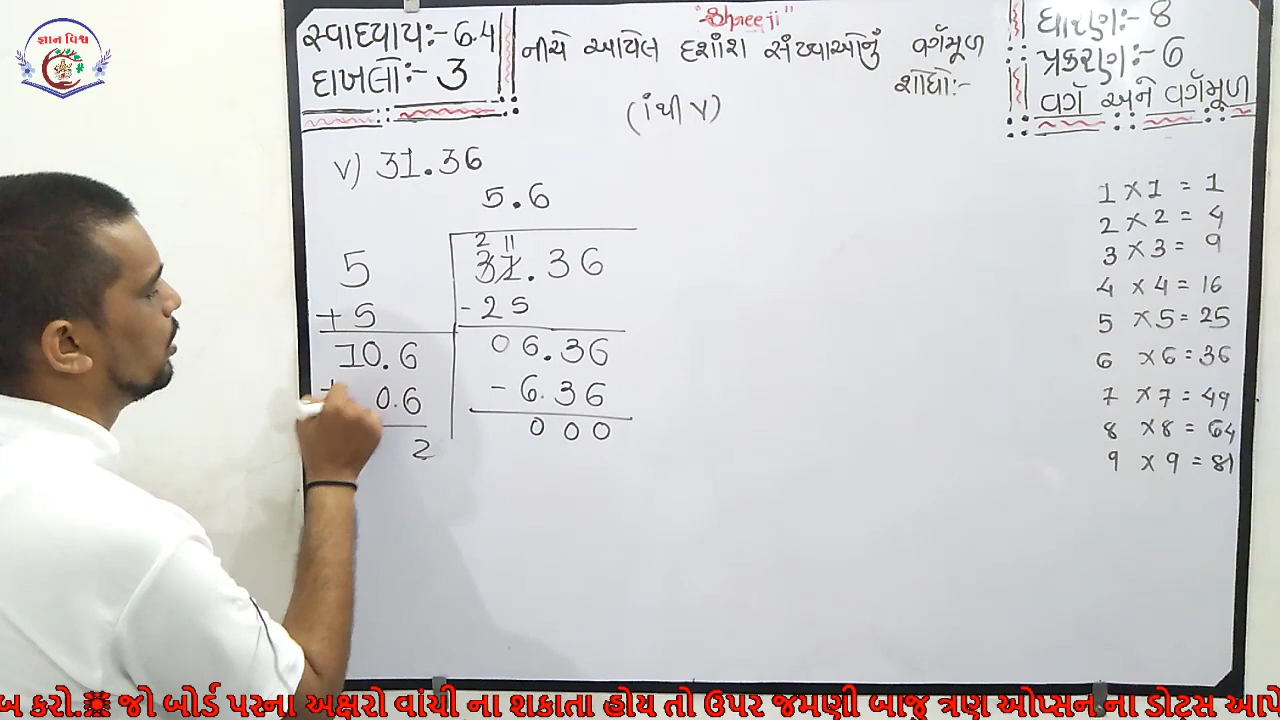 જ્ઞાન વિશ્વ
સ્વાધ્યાય:- 6.4
દાખલો:- 3
"Shreeji"
નીચે આપેલ દશાંશ સંખ્યાઓનું વર્ગમૂળ
શોધો:-
(i થી v)
ધોરણ:- 8
પ્રકરણ:- 6
વર્ગ અને વર્ગમૂળ
v) 31.36
5.6
2 11
5 31.36
+ 5 - 25
10.6 06.36
+ 0.6 - 6.36
2 000
1 x 1 = 1
2 x 2 = 4
3 x 3 = 9
4 x 4 = 16
5 x 5 = 25
6 x 6 = 36
7 x 7 = 49
8 x 8 = 64
9 x 9 = 81
બ કરો. જો બોર્ડ પરના અક્ષરો વાંચી ના શકાતા હોય તો ઉપર જમણી બાજુ ત્રણ ઓપ્સન ના ડોટસ આપે